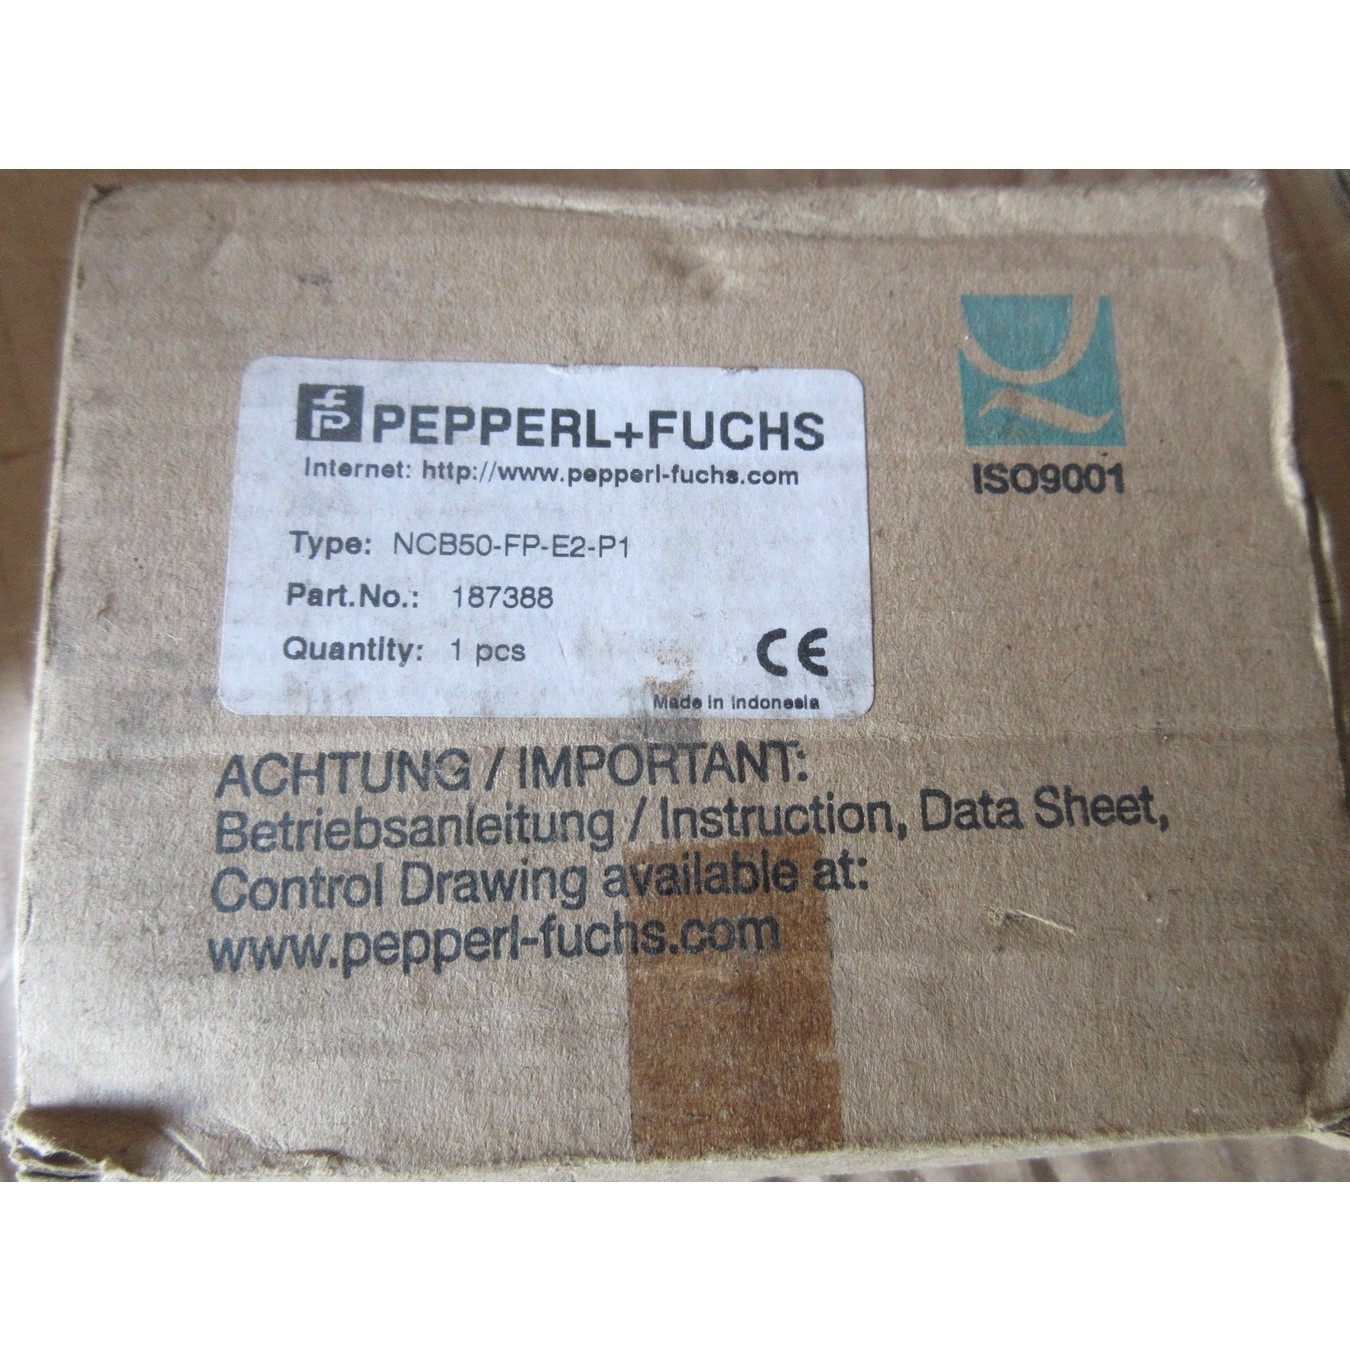 PEPPERL+FUCHS
Internet: http://www.pepperl-fuchs.com
Type: NCB50-FP-E2-P1
Part.No.: 187388
Quantity: 1 pcs
CE
Made in Indonesia
ISO9001
ACHTUNG / IMPORTANT:
Betriebsanleitung / Instruction, Data Sheet,
Control Drawing available at:
www.pepperl-fuchs.com